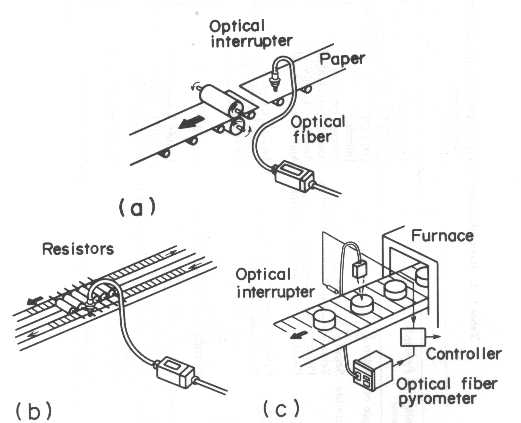 Optical
interrupter
Paper
Optical
fiber
(a)
Resistors
(b)
Furnace
Optical
interrupter
Controller
Optical fiber
pyrometer
(c)